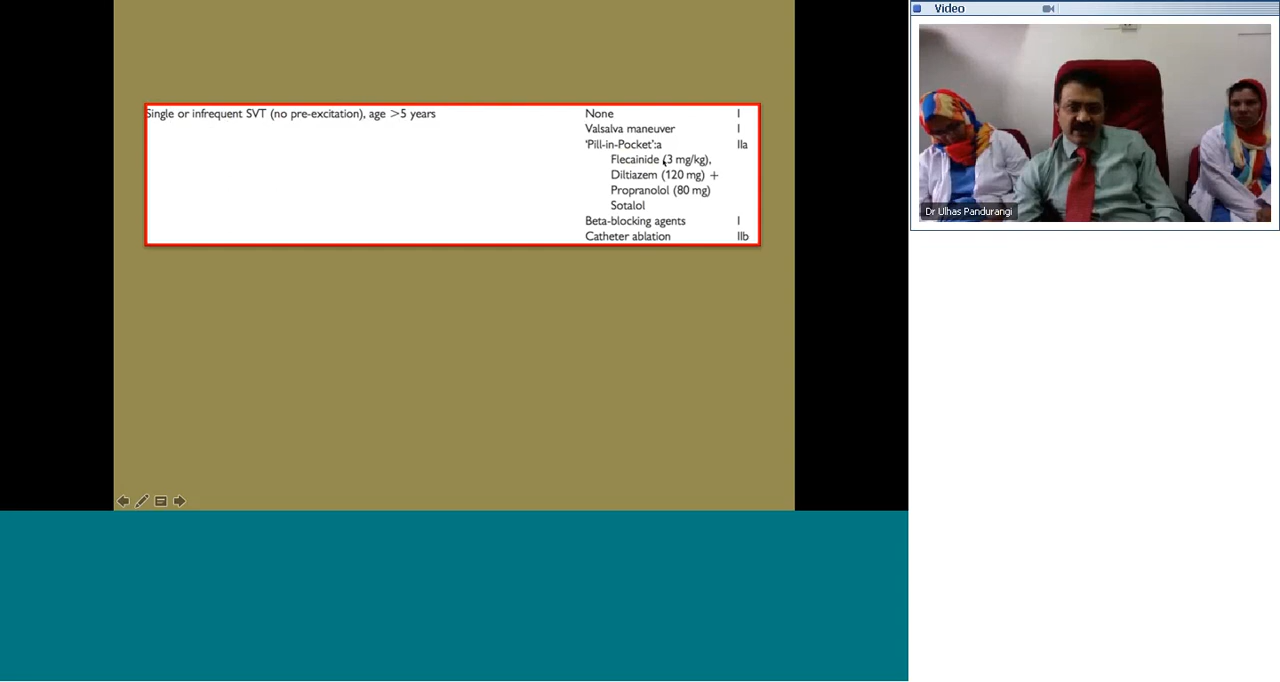 Video
Single or infrequent SVT (no pre-excitation), age >5 years None I
Valsalva maneuver I
'Pill-in-Pocket':a IIa
Flecainide (3 mg/kg),
Diltiazem (120 mg) +
Propranolol (80 mg)
Sotalol
Beta-blocking agents I
Catheter ablation IIb
Dr Ulhas Pandurangi